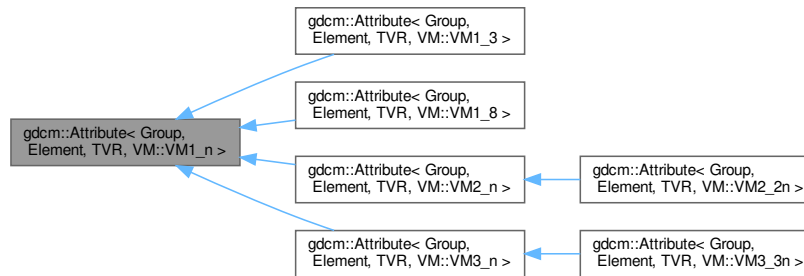 gdcm::Attribute< Group,
Element, TVR, VM::VM1_3 >
gdcm::Attribute< Group,
Element, TVR, VM::VM1_8 >
gdcm::Attribute< Group,
Element, TVR, VM::VM1_n >
gdcm::Attribute< Group,
Element, TVR, VM::VM2_n >
gdcm::Attribute< Group,
Element, TVR, VM::VM2_2n >
gdcm::Attribute< Group,
Element, TVR, VM::VM3_n >
gdcm::Attribute< Group,
Element, TVR, VM::VM3_3n >